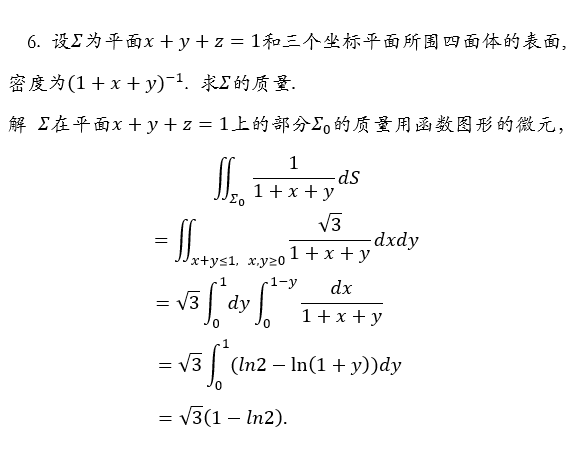 6. 设Σ为平面x + y + z = 1和三个坐标平面所围四面体的表面,
密度为(1 + x + y)⁻¹. 求Σ的质量.
解 Σ在平面x + y + z = 1上的部分Σ₀的质量用函数图形的微元,
∬_{Σ₀} 1/(1 + x + y) dS
= ∬_{x+y≤1, x,y≥0} √3/(1 + x + y) dxdy
= √3 ∫₀¹ dy ∫₀^{1−y} dx/(1 + x + y)
= √3 ∫₀¹ (ln2 − ln(1 + y))dy
= √3(1 − ln2).